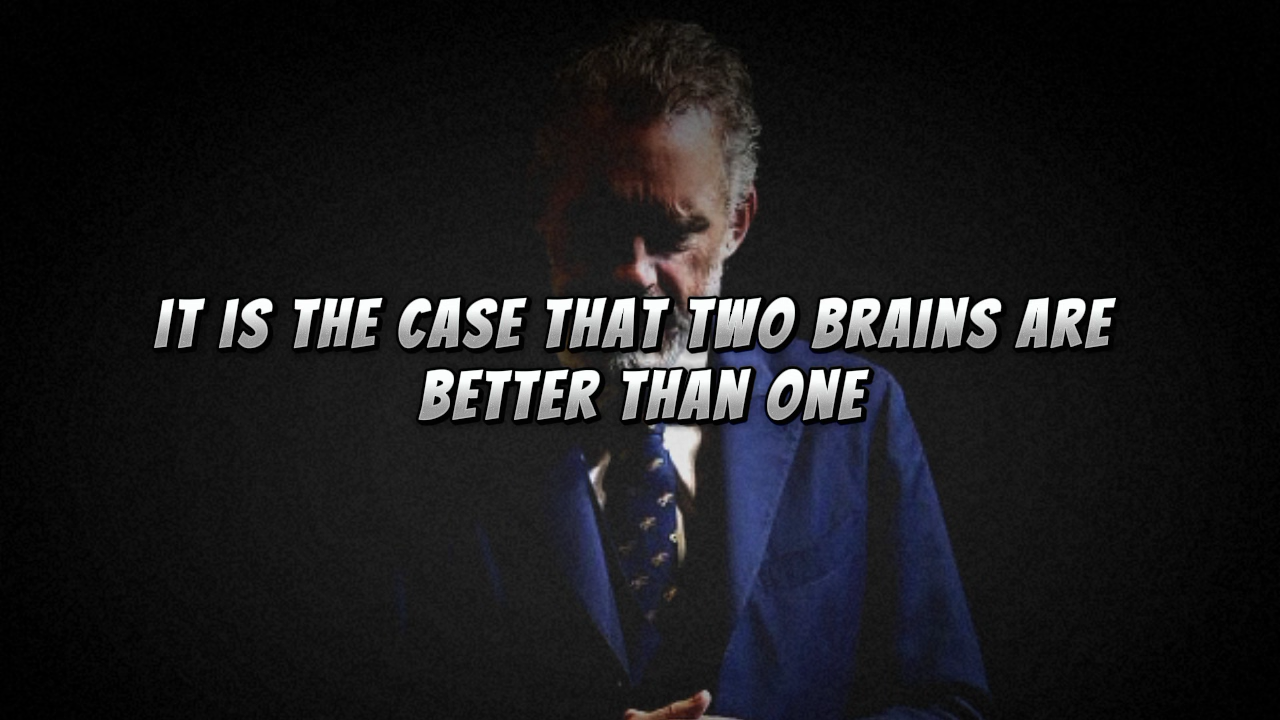 IT IS THE CASE THAT TWO BRAINS ARE
BETTER THAN ONE